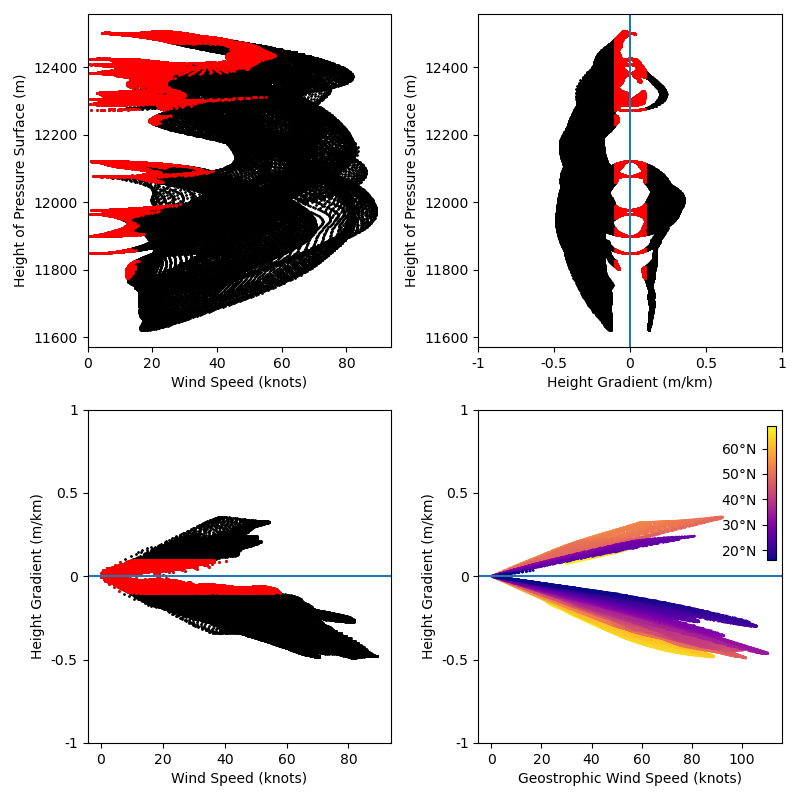 12400
12200
12000
11800
11600
0 20 40 60 80
Height of Pressure Surface (m)
Wind Speed (knots)
12400
12200
12000
11800
11600
-1 -0.5 0 0.5 1
Height of Pressure Surface (m)
Height Gradient (m/km)
1
0.5
0
-0.5
-1
0 20 40 60 80
Height Gradient (m/km)
Wind Speed (knots)
1
0.5
0
-0.5
-1
0 20 40 60 80 100
Height Gradient (m/km)
Geostrophic Wind Speed (knots)
60°N
50°N
40°N
30°N
20°N